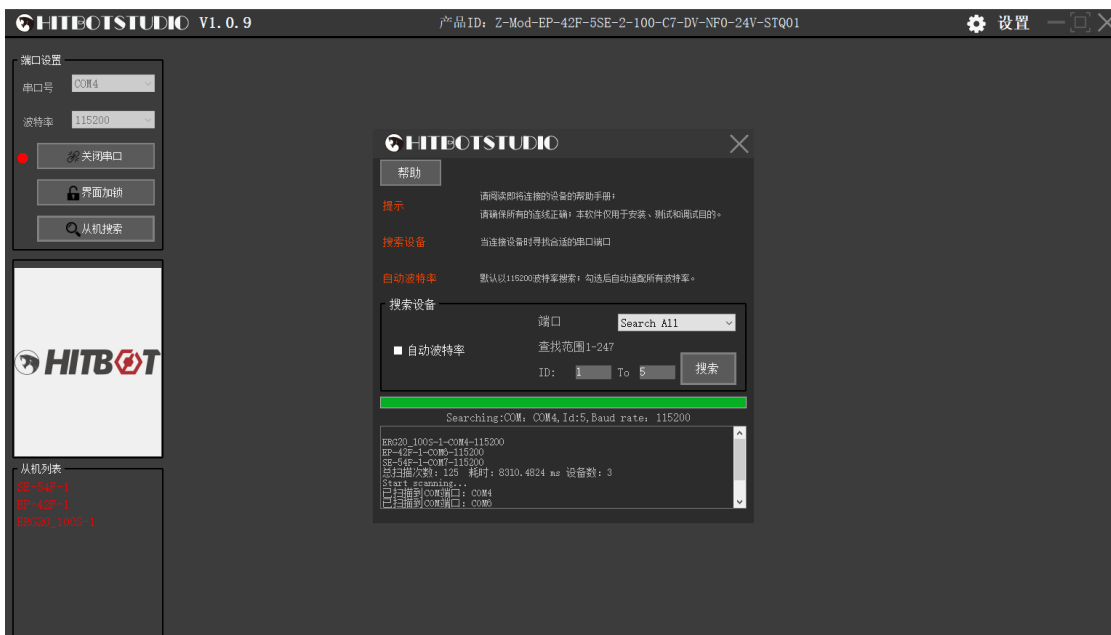 HITBOTSTUDIO V1.0.9
产品ID: Z-Mod-EP-42F-5SE-2-100-C7-DV-NF0-24V-STQ01
设置
端口设置
串口号 COM4
波特率 115200
关闭串口
界面加锁
从机搜索
HITBOT
从机列表
SE-54F-1
EP-42F-1
ERG20_100S-1
HITBOTSTUDIO
帮助
提示
请阅读即将连接的设备的帮助手册;
请确保所有的连线正确; 本软件仅用于安装、测试和调试目的。
搜索设备 当连接设备时寻找合适的串口端口
自动波特率 默认以115200波特率搜索; 勾选后自动适配所有波特率。
搜索设备
端口 Search All
自动波特率
查找范围1-247
ID: 1 To 5 搜索
Searching:COM: COM4,Id:5,Baud rate: 115200
ERG20_100S-1-COM4-115200
EP-42F-1-COM6-115200
SE-54F-1-COM7-115200
总扫描次数: 125 耗时: 8310.4824 ms 设备数: 3
Start scanning...
已扫描到COM端口: COM4
已扫描到COM端口: COM6